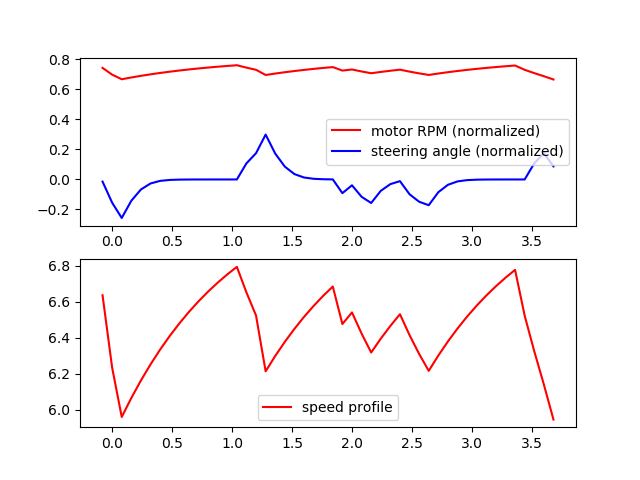 0.8
0.6
0.4
0.2
0.0
−0.2
motor RPM (normalized)
steering angle (normalized)
0.0 0.5 1.0 1.5 2.0 2.5 3.0 3.5
6.8
6.6
6.4
6.2
6.0
speed profile
0.0 0.5 1.0 1.5 2.0 2.5 3.0 3.5